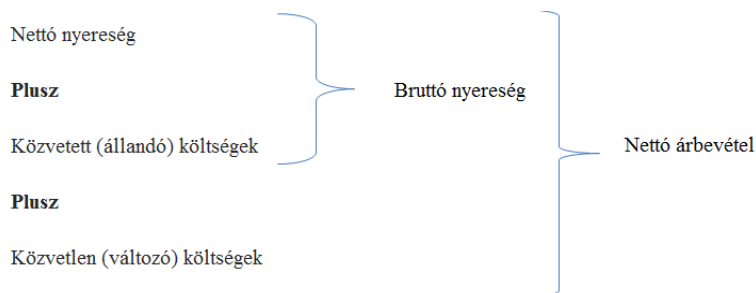 Nettó nyereség
Plusz
Közvetett (állandó) költségek
Plusz
Közvetlen (változó) költségek
Bruttó nyereség
Nettó árbevétel